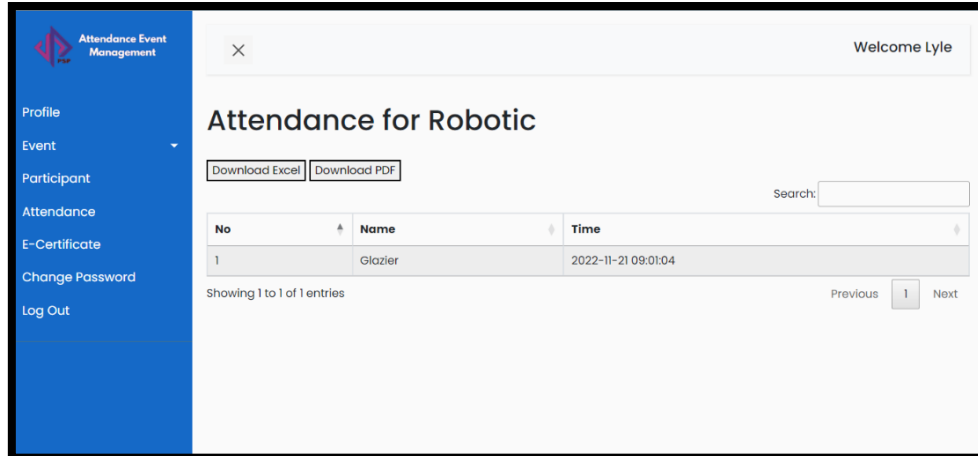 Attendance Event
Management
PSP
Welcome Lyle
Profile
Event
Participant
Attendance
E-Certificate
Change Password
Log Out
Attendance for Robotic
Download Excel Download PDF
Search:
No Name Time
1 Glazier 2022-11-21 09:01:04
Showing 1 to 1 of 1 entries
Previous 1 Next